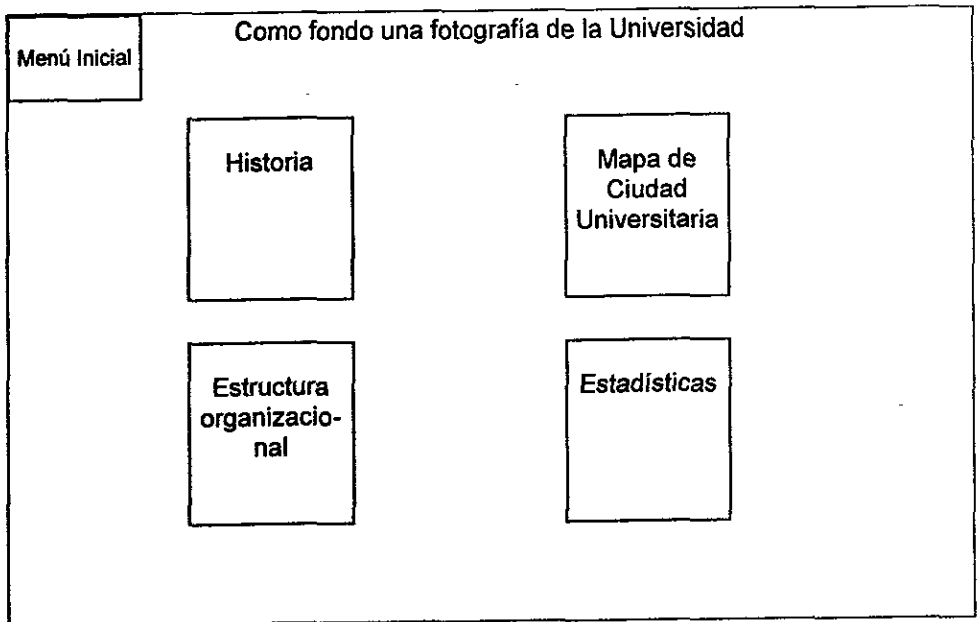 Como fondo una fotografía de la Universidad
Menú Inicial
Historia
Mapa de
Ciudad
Universitaria
Estructura
organizacio-
nal
Estadísticas